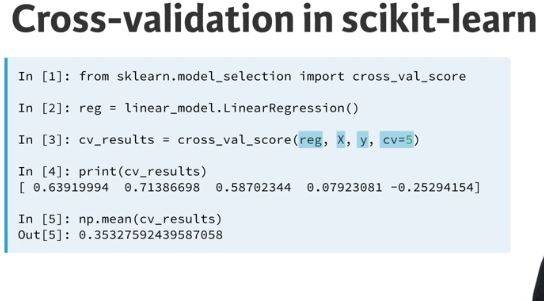 Cross-validation in scikit-learn
In [1]: from sklearn.model_selection import cross_val_score
In [2]: reg = linear_model.LinearRegression()
In [3]: cv_results = cross_val_score(reg, X, y, cv=5)
In [4]: print(cv_results)
[ 0.63919994  0.71386698  0.58702344  0.07923081 -0.25294154]
In [5]: np.mean(cv_results)
Out[5]: 0.35327592439587058